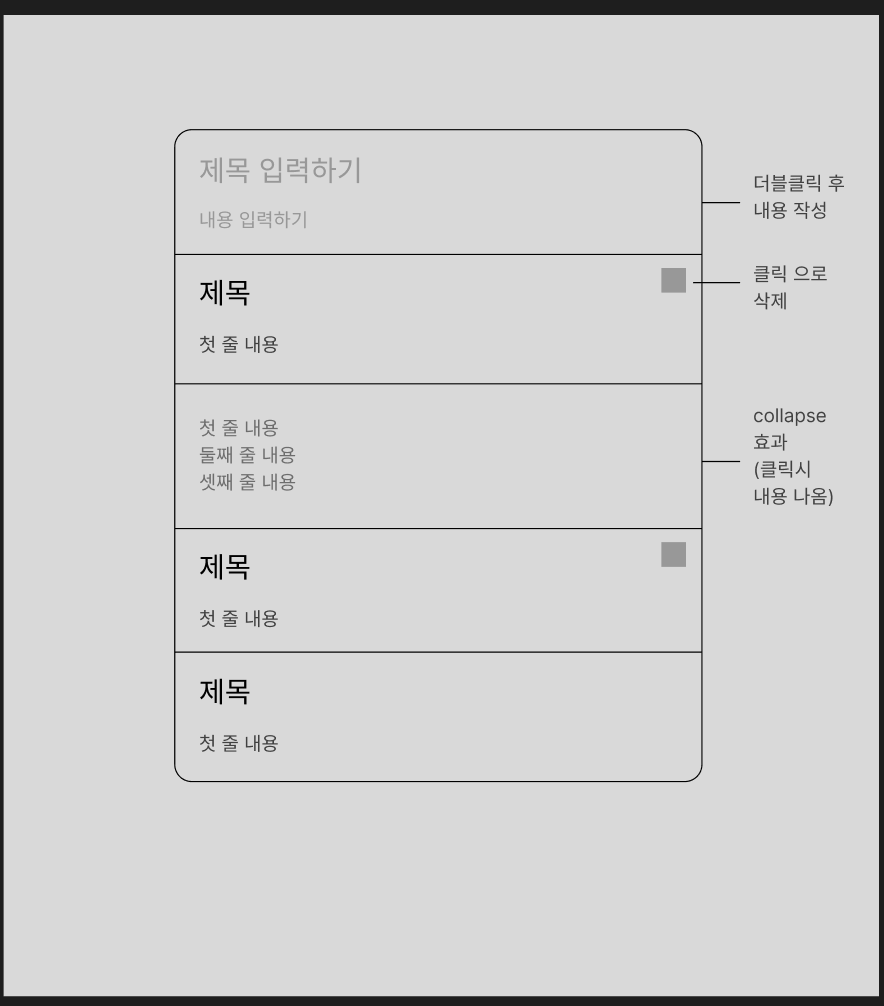 제목 입력하기
내용 입력하기
더블클릭 후
내용 작성
제목
첫 줄 내용
클릭 으로
삭제
첫 줄 내용
둘째 줄 내용
셋째 줄 내용
collapse
효과
(클릭시
내용 나옴)
제목
첫 줄 내용
제목
첫 줄 내용